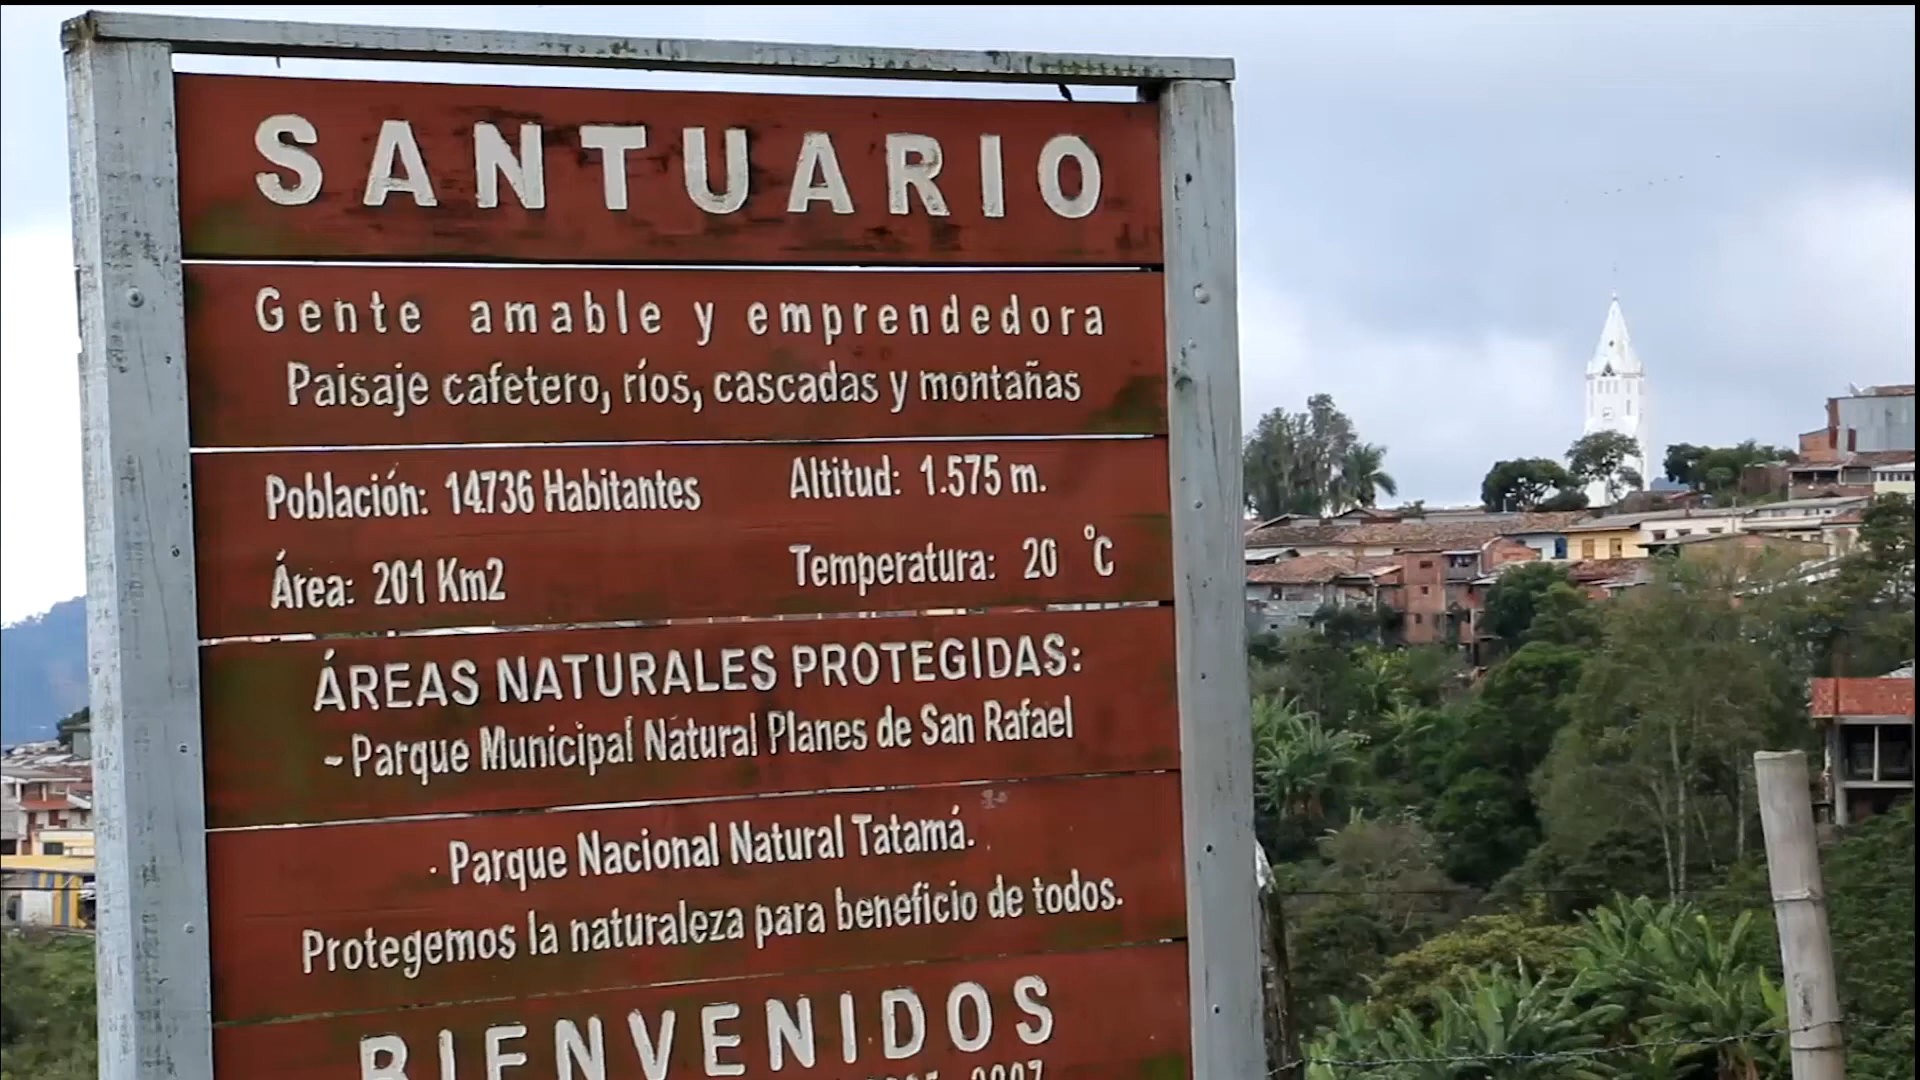 SANTUARIO
Gente amable y emprendedora
Paisaje cafetero, ríos, cascadas y montañas
Población: 14.736 Habitantes Altitud: 1.575 m.
Área: 201 Km2 Temperatura: 20 °C
ÁREAS NATURALES PROTEGIDAS:
~ Parque Municipal Natural Planes de San Rafael
· Parque Nacional Natural Tatamá.
Protegemos la naturaleza para beneficio de todos.
BIENVENIDOS